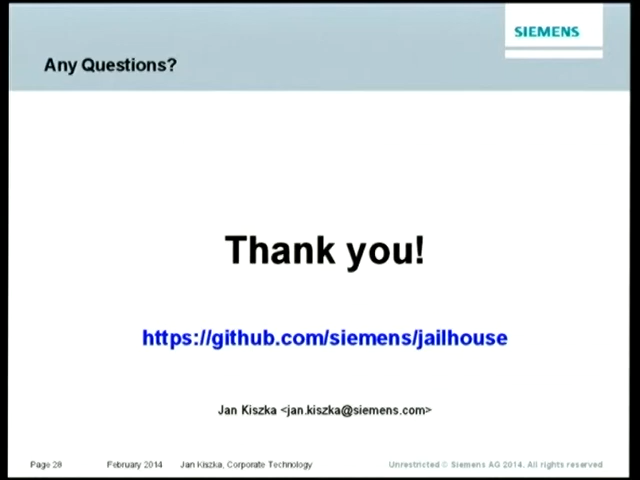 SIEMENS
Any Questions?
Thank you!
https://github.com/siemens/jailhouse
Jan Kiszka <jan.kiszka@siemens.com>
Page 28 February 2014 Jan Kiszka, Corporate Technology Unrestricted © Siemens AG 2014. All rights reserved